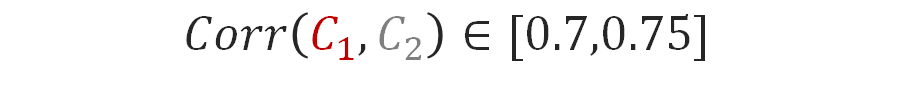 Corr(C₁, C₂) ∈ [0.7,0.75]